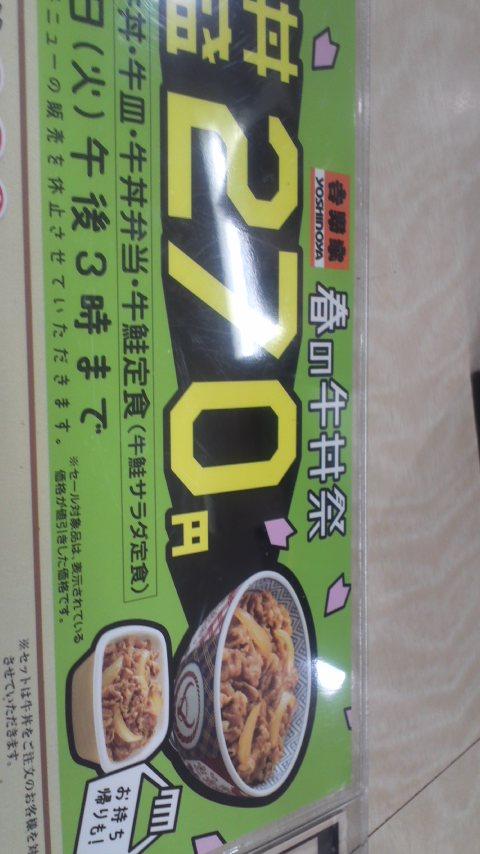 吉野家
YOSHINOYA
春の牛丼祭
丼
盛
270円
丼・牛皿・牛丼弁当・牛鮭定食(牛鮭サラダ定食)
日(火)午後3時まで
※セール対象品は、表示されている
価格が値引きした価格です。
ニューの販売を休止させていただきます。
お持ち
帰りも!
※セットは牛丼をご注文のお客様を対
させていただきます。